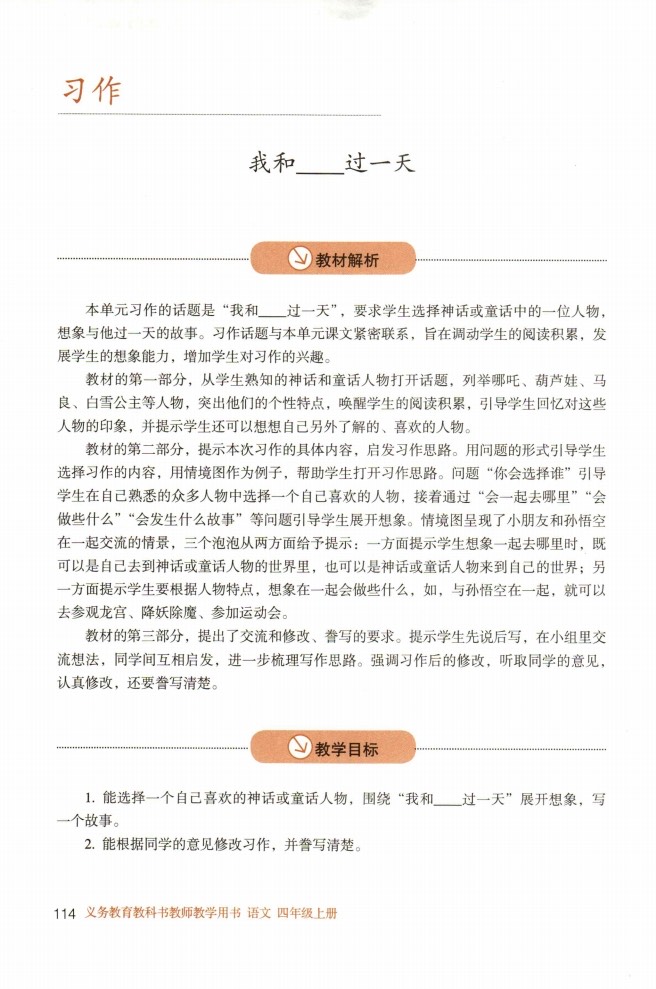 习作
我和____过一天
教材解析
本单元习作的话题是“我和____过一天”，要求学生选择神话或童话中的一位人物，
想象与他过一天的故事。习作话题与本单元课文紧密联系，旨在调动学生的阅读积累，发
展学生的想象能力，增加学生对习作的兴趣。
教材的第一部分，从学生熟知的神话和童话人物打开话题，列举哪吒、葫芦娃、马
良、白雪公主等人物，突出他们的个性特点，唤醒学生的阅读积累，引导学生回忆对这些
人物的印象，并提示学生还可以想想自己另外了解的、喜欢的人物。
教材的第二部分，提示本次习作的具体内容，启发习作思路。用问题的形式引导学生
选择习作的内容，用情境图作为例子，帮助学生打开习作思路。问题“你会选择谁”引导
学生在自己熟悉的众多人物中选择一个自己喜欢的人物，接着通过“会一起去哪里”“会
做些什么”“会发生什么故事”等问题引导学生展开想象。情境图呈现了小朋友和孙悟空
在一起交流的情景，三个泡泡从两方面给予提示：一方面提示学生想象一起去哪里时，既
可以是自己去到神话或童话人物的世界里，也可以是神话或童话人物来到自己的世界；另
一方面提示学生要根据人物特点，想象在一起会做些什么，如，与孙悟空在一起，就可以
去参观龙宫、降妖除魔、参加运动会。
教材的第三部分，提出了交流和修改、誊写的要求。提示学生先说后写，在小组里交
流想法，同学间互相启发，进一步梳理写作思路。强调习作后的修改，听取同学的意见，
认真修改，还要誊写清楚。
教学目标
1. 能选择一个自己喜欢的神话或童话人物，围绕“我和____过一天”展开想象，写
一个故事。
2. 能根据同学的意见修改习作，并誊写清楚。
114 义务教育教科书教师教学用书 语文 四年级上册